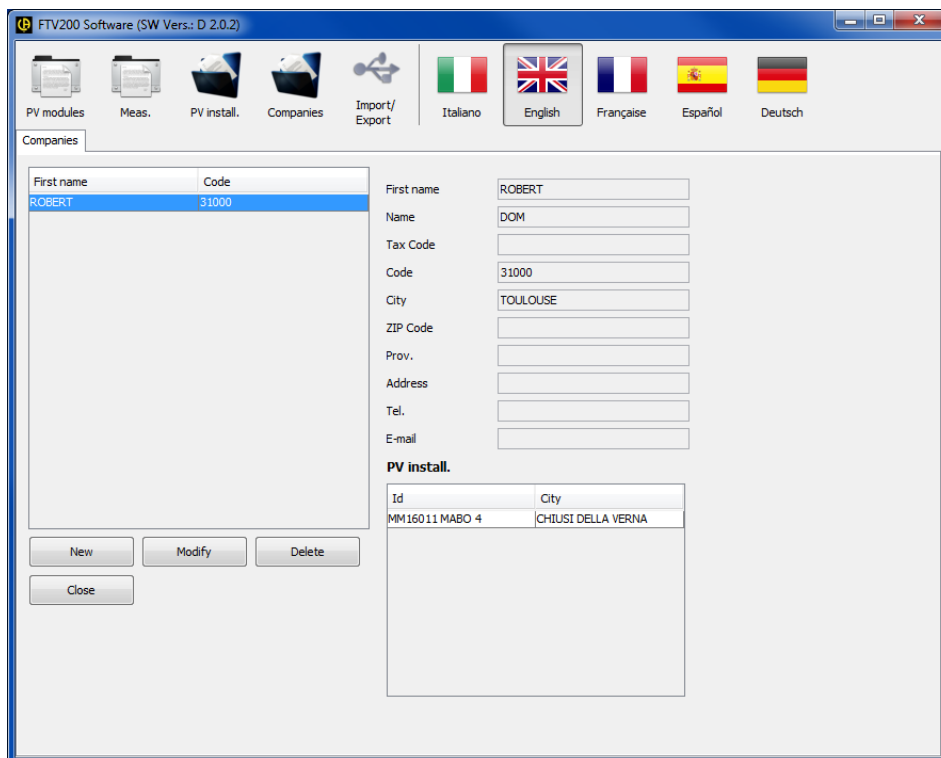 FTV200 Software (SW Vers.: D 2.0.2)
PV modules Meas. PV install. Companies Import/ Export Italiano English Française Español Deutsch
Companies
First name Code
ROBERT 31000
First name ROBERT
Name DOM
Tax Code
Code 31000
City TOULOUSE
ZIP Code
Prov.
Address
Tel.
E-mail
PV install.
Id City
MM16011 MABO 4 CHIUSI DELLA VERNA
New Modify Delete
Close